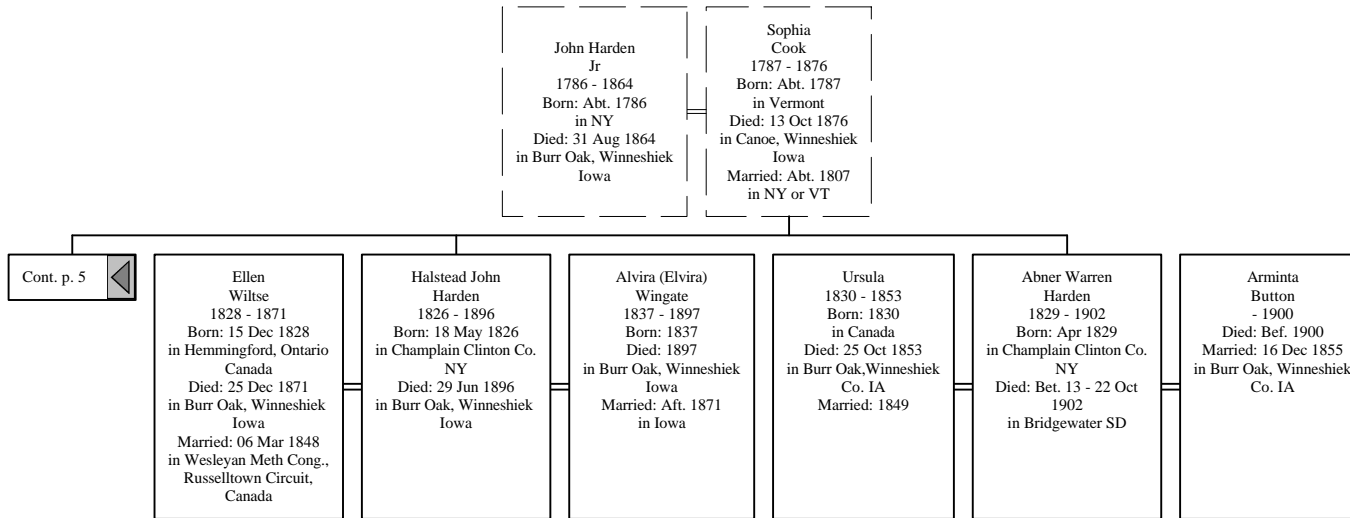 John Harden
Jr
1786 - 1864
Born: Abt. 1786
in NY
Died: 31 Aug 1864
in Burr Oak, Winneshiek
Iowa
Sophia
Cook
1787 - 1876
Born: Abt. 1787
in Vermont
Died: 13 Oct 1876
in Canoe, Winneshiek
Iowa
Married: Abt. 1807
in NY or VT
Cont. p. 5
Ellen
Wiltse
1828 - 1871
Born: 15 Dec 1828
in Hemmingford, Ontario
Canada
Died: 25 Dec 1871
in Burr Oak, Winneshiek
Iowa
Married: 06 Mar 1848
in Wesleyan Meth Cong.,
Russelltown Circuit,
Canada
Halstead John
Harden
1826 - 1896
Born: 18 May 1826
in Champlain Clinton Co.
NY
Died: 29 Jun 1896
in Burr Oak, Winneshiek
Iowa
Alvira (Elvira)
Wingate
1837 - 1897
Born: 1837
Died: 1897
in Burr Oak, Winneshiek
Iowa
Married: Aft. 1871
in Iowa
Ursula
1830 - 1853
Born: 1830
in Canada
Died: 25 Oct 1853
in Burr Oak,Winneshiek
Co. IA
Married: 1849
Abner Warren
Harden
1829 - 1902
Born: Apr 1829
in Champlain Clinton Co.
NY
Died: Bet. 13 - 22 Oct
1902
in Bridgewater SD
Arminta
Button
- 1900
Died: Bef. 1900
Married: 16 Dec 1855
in Burr Oak, Winneshiek
Co. IA